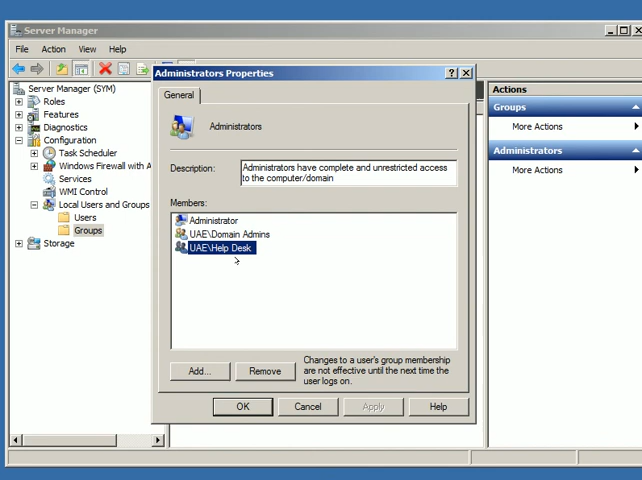 Server Manager
File Action View Help
Server Manager (SYM)
Roles
Features
Diagnostics
Configuration
Task Scheduler
Windows Firewall with A
Services
WMI Control
Local Users and Groups
Users
Groups
Storage
Administrators Properties
General
Administrators
Description:
Administrators have complete and unrestricted access
to the computer/domain
Members:
Administrator
UAE\Domain Admins
UAE\Help Desk
Add...
Remove
Changes to a user's group membership
are not effective until the next time the
user logs on.
OK
Cancel
Apply
Help
Actions
Groups
More Actions
Administrators
More Actions